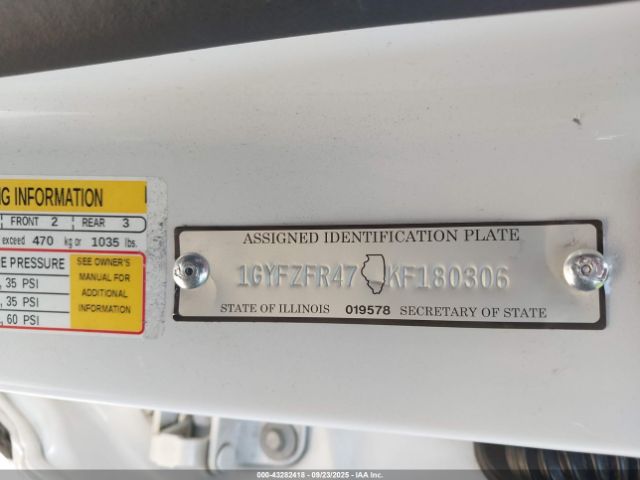 NG INFORMATION
FRONT 2 REAR 3
exceed 470 kg or 1035 lbs.
PRESSURE
, 35 PSI
, 35 PSI
, 60 PSI
SEE OWNER'S
MANUAL FOR
ADDITIONAL
INFORMATION
ASSIGNED IDENTIFICATION PLATE
1GYFZFR47 KF180306
STATE OF ILLINOIS 019578 SECRETARY OF STATE
000-43282418 - 09/23/2025 - IAAI, Inc.